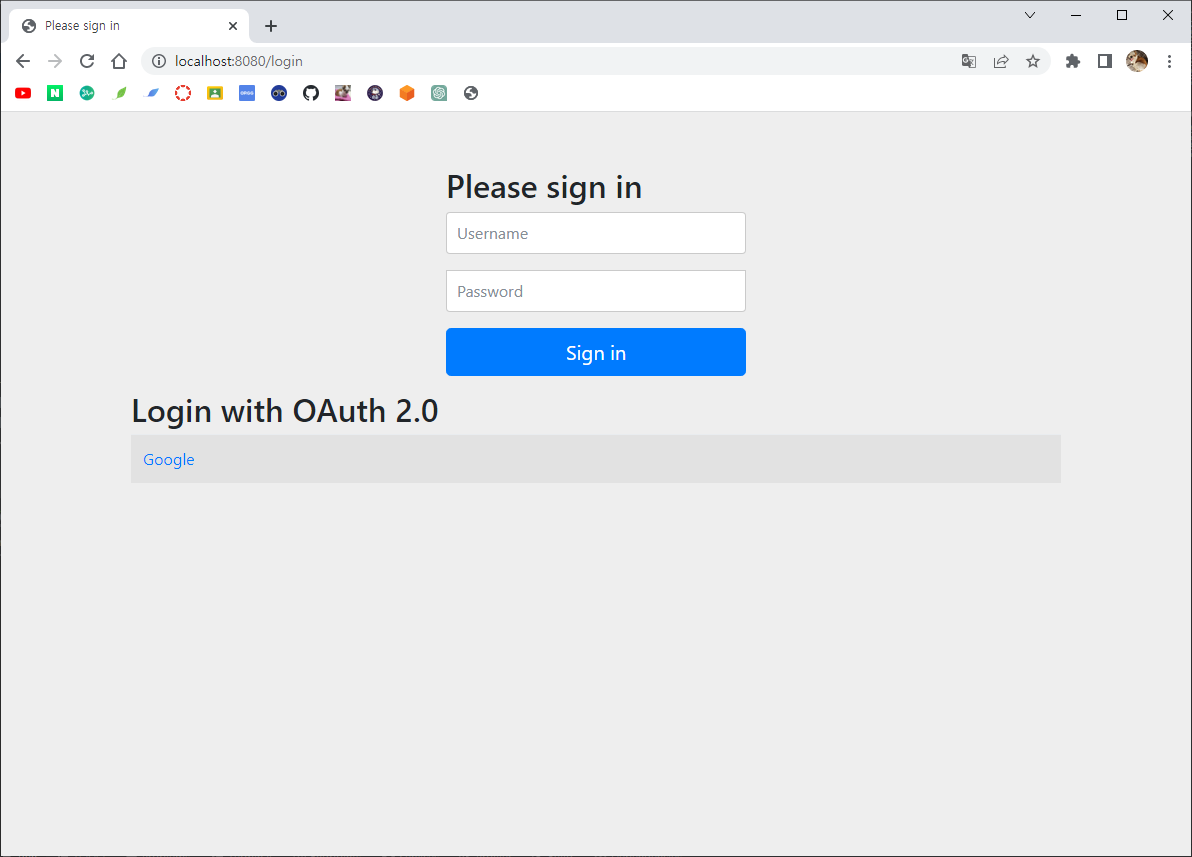 Please sign in
localhost:8080/login
Please sign in
Username
Password
Sign in
Login with OAuth 2.0
Google